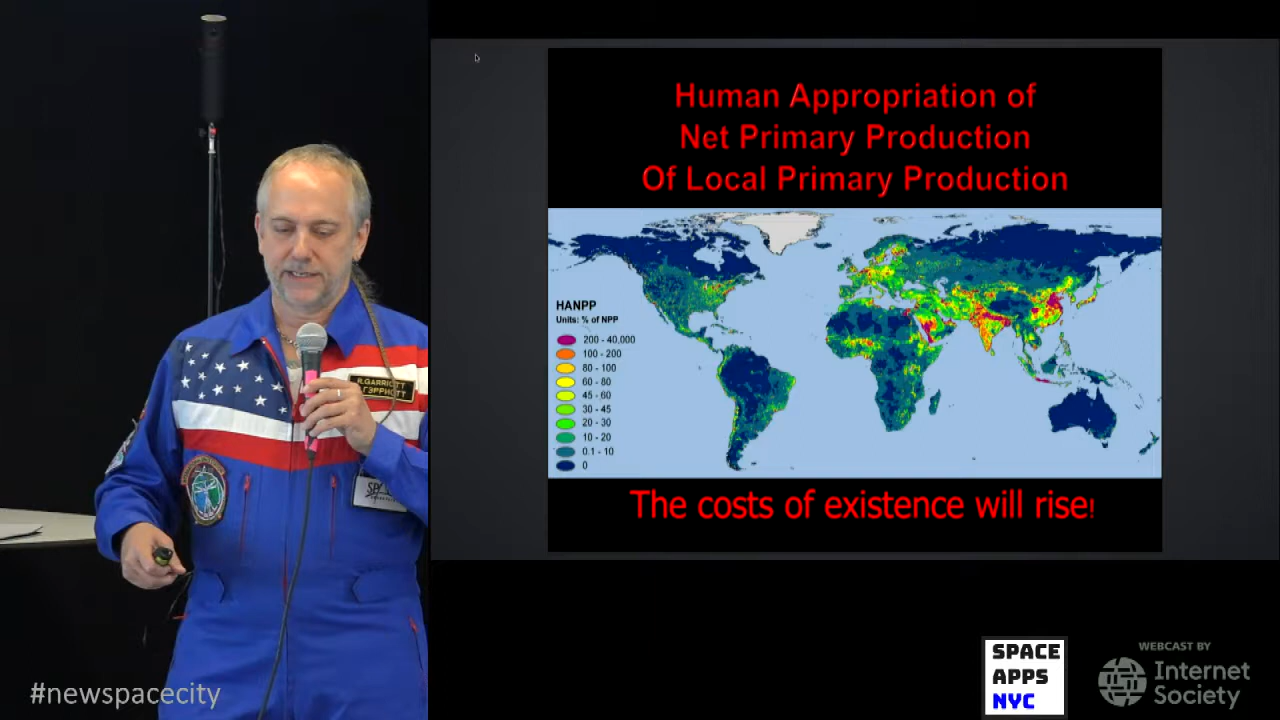 Human Appropriation of
Net Primary Production
Of Local Primary Production
HANPP
Units: % of NPP
200 - 40,000
100 - 200
80 - 100
60 - 80
45 - 60
30 - 45
20 - 30
10 - 20
0.1 - 10
0
The costs of existence will rise!
R.GARRIOTT
Р.ГЭРРИОТТ
#newspacecity
SPACE
APPS
NYC
WEBCAST BY
Internet
Society